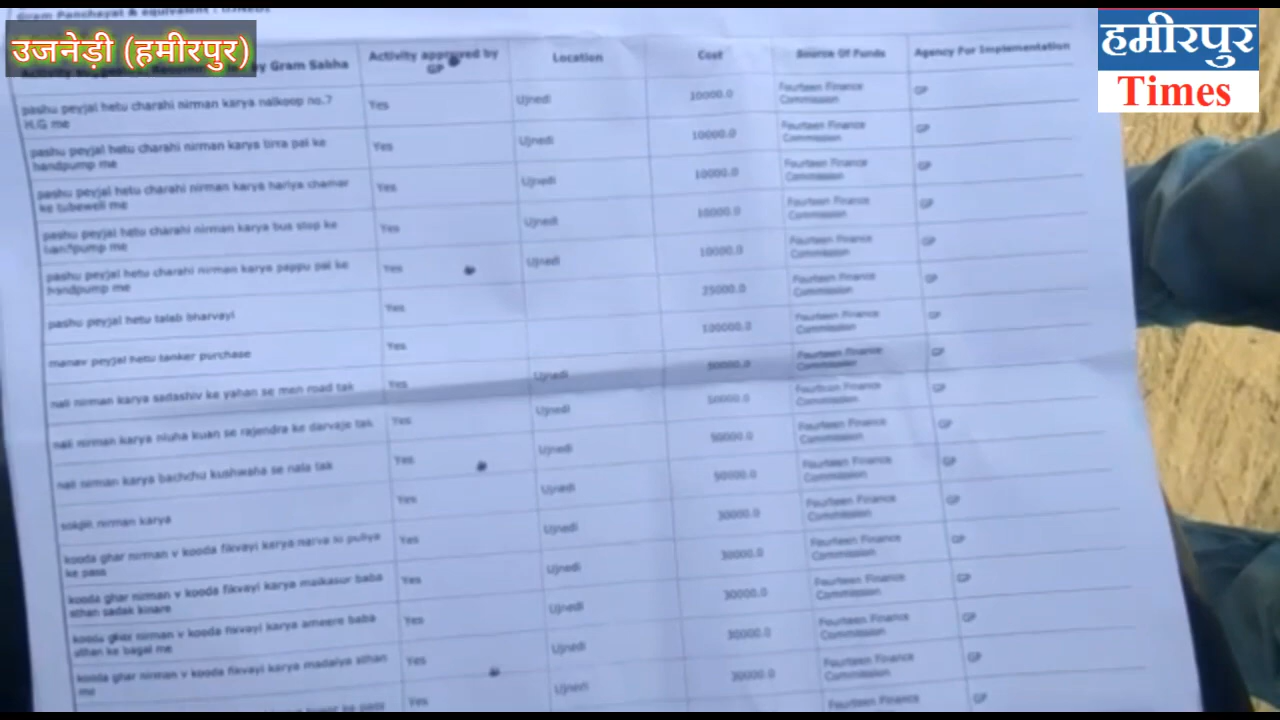 Gram Panchayat & equivalent : UJNEDI
उजनेड़ी (हमीरपुर)
हमीरपुर
Times
by Gram Sabha
Activity approved by GP
Location
Cost
Source Of Funds
Agency For Implementation
pashu peyjal hetu charahi nirman karya nalkoop no.7
H.G me
Yes
Ujnedi
10000.0
Fourteen Finance
Commission
GP
pashu peyjal hetu charahi nirman karya tirra pal ke
handpump me
Yes
Ujnedi
10000.0
Fourteen Finance
Commission
GP
pashu peyjal hetu charahi nirman karya hariya chamar
ke tubewell me
Yes
Ujnedi
10000.0
Fourteen Finance
Commission
GP
pashu peyjal hetu charahi nirman karya bus stop ke
me
Yes
Ujnedi
10000.0
Fourteen Finance
Commission
GP
pashu peyjal hetu charahi nirman karya pappu pal ke
handpump me
Yes
Ujnedi
10000.0
Fourteen Finance
Commission
GP
pashu peyjal hetu talab bharvayi
Yes
25000.0
Fourteen Finance
Commission
GP
manav peyjal hetu tanker purchase
Yes
100000.0
Fourteen Finance
Commission
GP
nali nirman karya sadashiv ke yahan se men road tak
Yes
Ujnedi
50000.0
Fourteen Finance
Commission
GP
nali nirman karya kuan se rajendra ke darvaje tak
Yes
Ujnedi
50000.0
Fourteen Finance
Commission
GP
nali nirman karya bachchu kushwaha se nala tak
Yes
Ujnedi
50000.0
Fourteen Finance
Commission
GP
nirman karya
Yes
Ujnedi
50000.0
Fourteen Finance
Commission
GP
kooda ghar nirman v kooda fikvayi karya narva ki puliya
ke pass
Yes
Ujnedi
30000.0
Fourteen Finance
Commission
GP
kooda ghar nirman v kooda fikvayi karya maikasur baba
sthan sadak kinare
Yes
Ujnedi
30000.0
Fourteen Finance
Commission
GP
kooda ghar nirman v kooda fikvayi karya ameere baba
sthan ke bagal me
Yes
Ujnedi
30000.0
Fourteen Finance
Commission
GP
kooda ghar nirman v kooda fikvayi karya madaiya sthan
me
Yes
Ujnedi
30000.0
Fourteen Finance
Commission
GP
ke pass
Yes
Ujnedi
30000.0
Fourteen Finance
GP